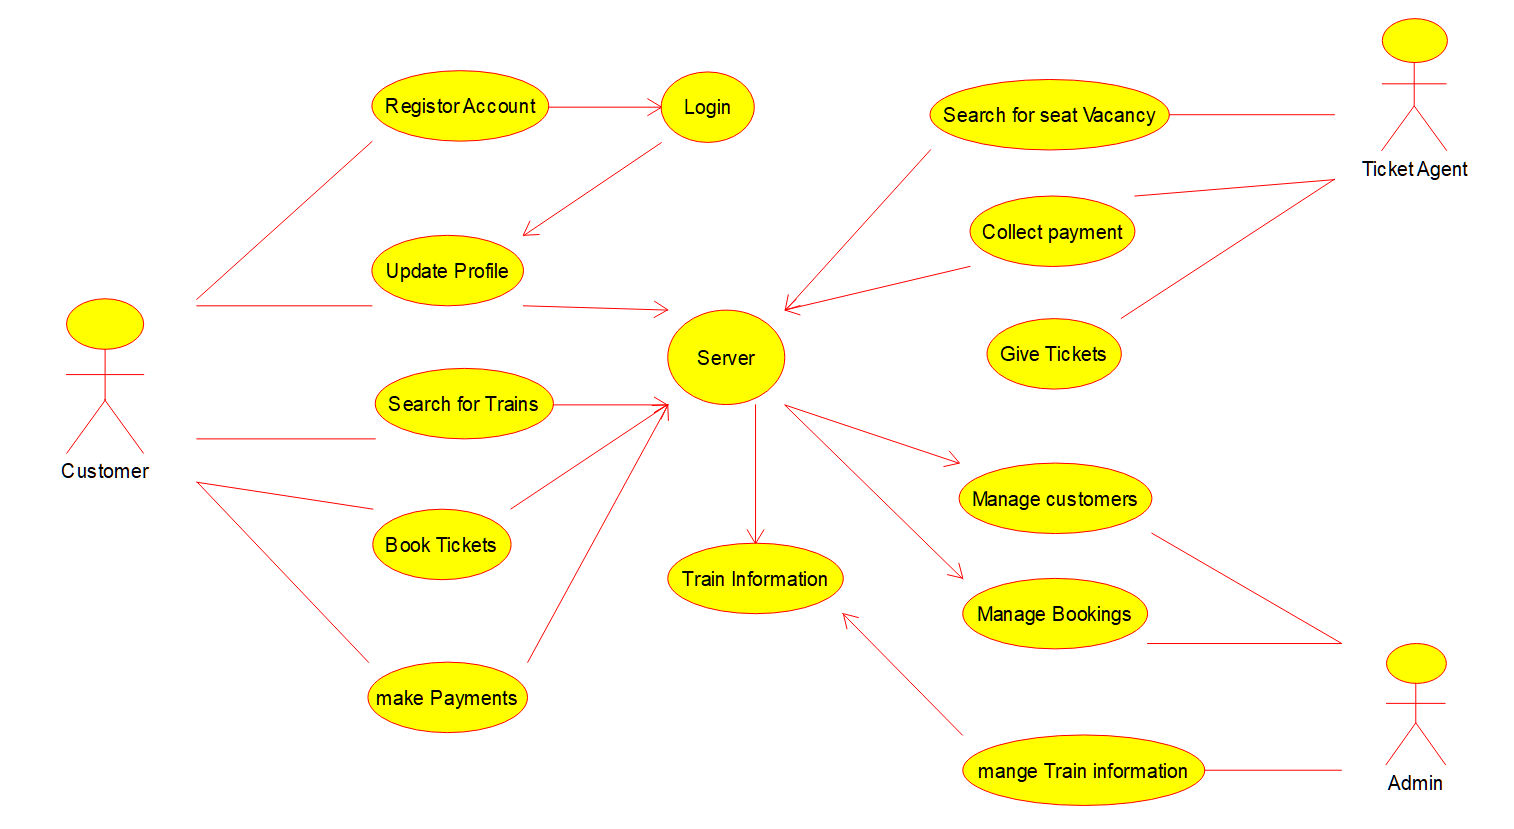 Registor Account
Login
Search for seat Vacancy
Ticket Agent
Collect payment
Update Profile
Server
Give Tickets
Search for Trains
Customer
Manage customers
Book Tickets
Train Information
Manage Bookings
make Payments
mange Train information
Admin